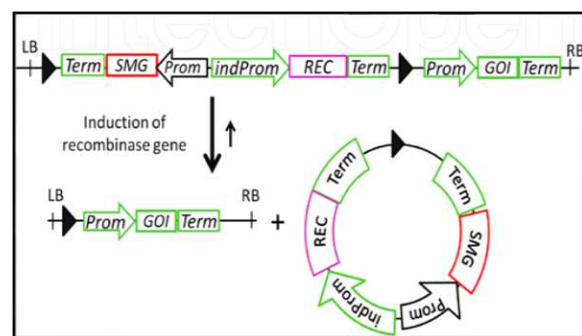 LB Term SMG Prom indProm REC Term Prom GOI Term RB
Induction of
recombinase gene
LB Prom GOI Term RB
+
Term Term
REC SMG
indProm Prom